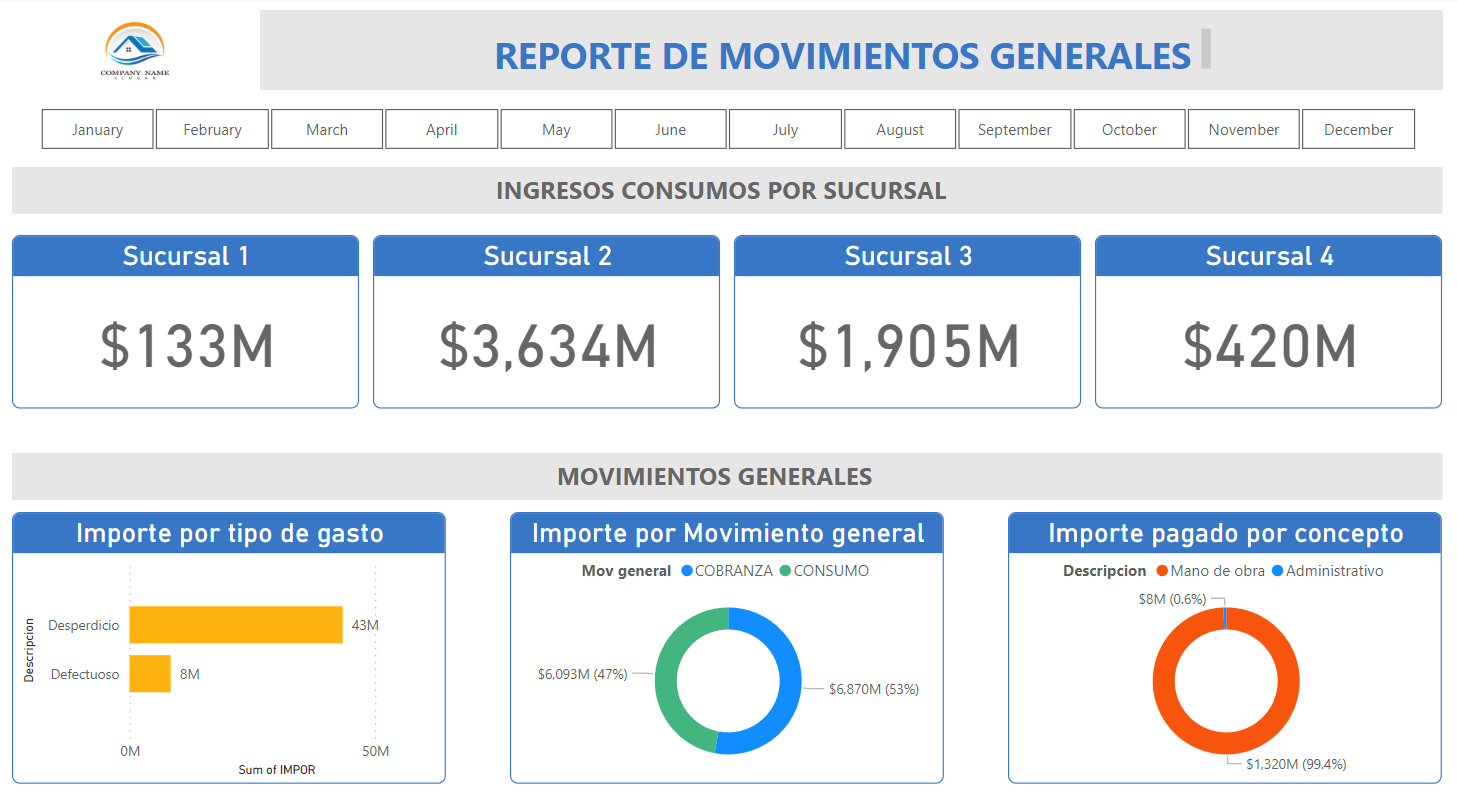 COMPANY NAME
SLOGAN
REPORTE DE MOVIMIENTOS GENERALES
January February March April May June July August September October November December
INGRESOS CONSUMOS POR SUCURSAL
Sucursal 1 Sucursal 2 Sucursal 3 Sucursal 4
$133M $3,634M $1,905M $420M
MOVIMIENTOS GENERALES
Importe por tipo de gasto
Descripcion
Desperdicio 43M
Defectuoso 8M
0M 50M
Sum of IMPOR
Importe por Movimiento general
Mov general COBRANZA CONSUMO
$6,093M (47%)
$6,870M (53%)
Importe pagado por concepto
Descripcion Mano de obra Administrativo
$8M (0.6%)
$1,320M (99.4%)